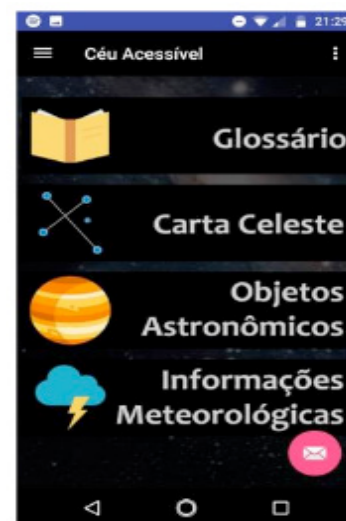 21:29
Céu Acessível
Glossário
Carta Celeste
Objetos
Astronômicos
Informações
Meteorológicas